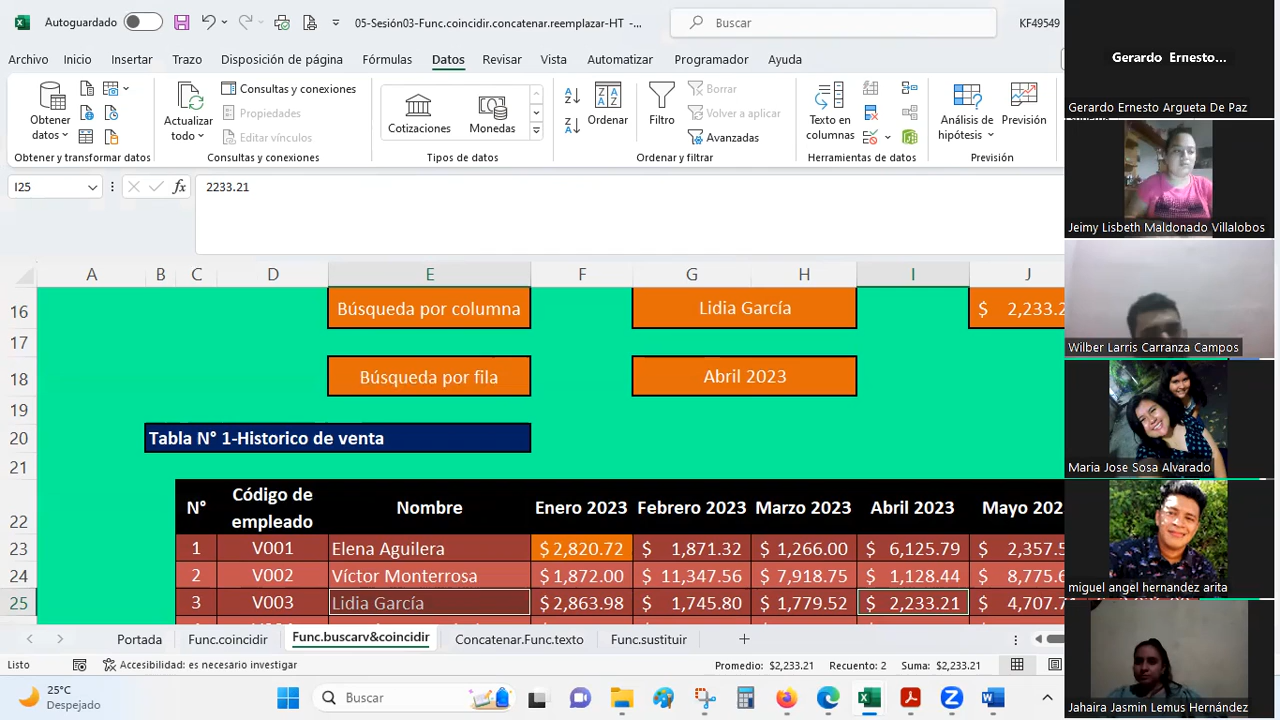 Autoguardado
05-Sesión03-Func.coincidir.concatenar.reemplazar-HT -...
Buscar
KF49549
Archivo Inicio Insertar Trazo Disposición de página Fórmulas Datos Revisar Vista Automatizar Programador Ayuda
Obtener datos
Obtener y transformar datos
Actualizar todo
Consultas y conexiones
Propiedades
Editar vínculos
Consultas y conexiones
Cotizaciones
Monedas
Tipos de datos
Ordenar
Filtro
Borrar
Volver a aplicar
Avanzadas
Ordenar y filtrar
Texto en columnas
Herramientas de datos
Análisis de hipótesis
Previsión
Previsión
I25
fx
2233.21
A B C D E F G H I J
16 Búsqueda por columna Lidia García $ 2,233.2
17
18 Búsqueda por fila Abril 2023
19
20 Tabla N° 1-Historico de venta
21
22 N° Código de empleado Nombre Enero 2023 Febrero 2023 Marzo 2023 Abril 2023 Mayo 202
23 1 V001 Elena Aguilera $ 2,820.72 $ 1,871.32 $ 1,266.00 $ 6,125.79 $ 2,357.5
24 2 V002 Víctor Monterrosa $ 1,872.00 $ 11,347.56 $ 7,918.75 $ 1,128.44 $ 8,775.6
25 3 V003 Lidia García $ 2,863.98 $ 1,745.80 $ 1,779.52 $ 2,233.21 $ 4,707.7
Portada Func.coincidir Func.buscarv&coincidir Concatenar.Func.texto Func.sustituir
Listo
Accesibilidad: es necesario investigar
Promedio: $2,233.21 Recuento: 2 Suma: $2,233.21
25°C
Despejado
Buscar
Gerardo Ernesto...
Gerardo Ernesto Argueta De Paz
Jeimy Lisbeth Maldonado Villalobos
Wilber Larris Carranza Campos
Maria Jose Sosa Alvarado
miguel angel hernandez arita
Jahaira Jasmin Lemus Hernández